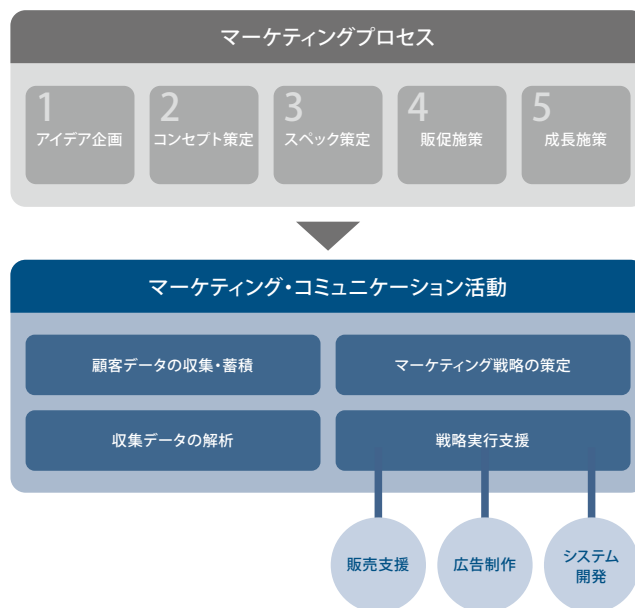 マーケティングプロセス
1
アイデア企画
2
コンセプト策定
3
スペック策定
4
販促施策
5
成長施策
マーケティング・コミュニケーション活動
顧客データの収集・蓄積
マーケティング戦略の策定
収集データの解析
戦略実行支援
販売支援
広告制作
システム
開発